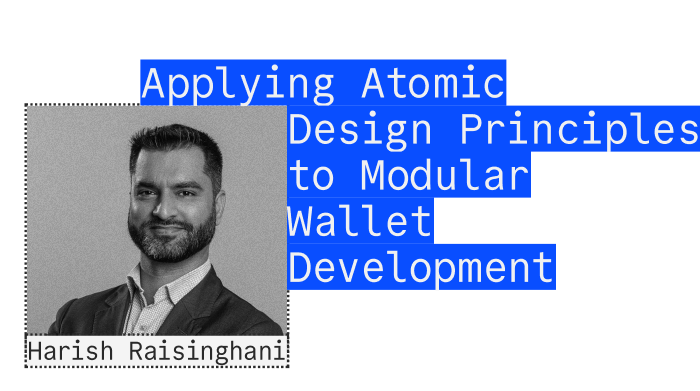 Applying Atomic
Design Principles
to Modular
Wallet
Development
Harish Raisinghani